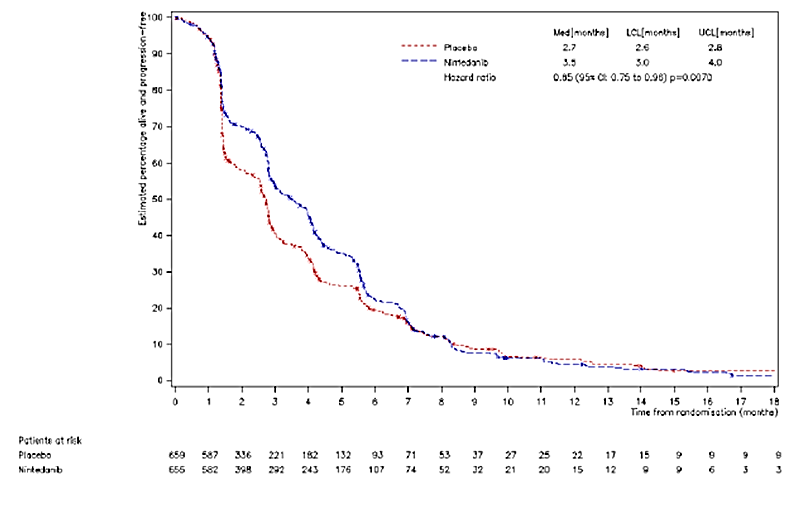 Estimated percentage alive and progression-free
100
90
80
70
60
50
40
30
20
10
0
Med[months] LCL[months] UCL[months]
Placebo 2.7 2.6 2.8
Nintedanib 3.5 3.0 4.0
Hazard ratio 0.85 (95% CI: 0.75 to 0.96) p=0.0070
0 1 2 3 4 5 6 7 8 9 10 11 12 13 14 15 16 17 18
Time from randomisation (months)
Patients at risk
Placebo 659 587 336 221 182 132 93 71 53 37 27 25 22 17 15 9 9 9 9
Nintedanib 655 582 398 292 243 176 107 74 52 32 21 20 15 12 9 9 6 3 3